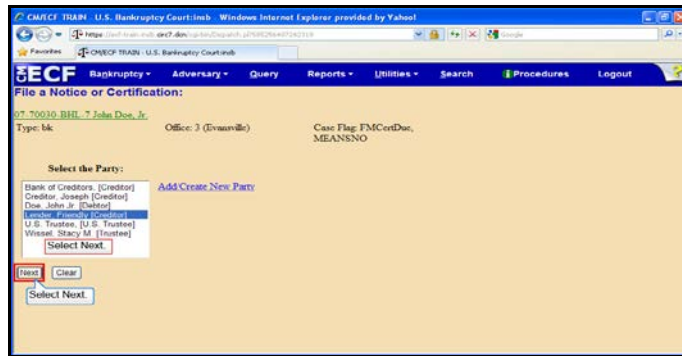 CM/ECF TRAIN - U.S. Bankruptcy Court:insb - Windows Internet Explorer provided by Yahoo!
Google
Favorites CM/ECF TRAIN - U.S. Bankruptcy Court:insb
ECF Bankruptcy Adversary Query Reports Utilities Search Procedures Logout
File a Notice or Certification:
07-70030-BHL-7 John Doe, Jr.
Type: bk Office: 3 (Evansville) Case Flag: FMCertDue,
MEANSNO
Select the Party:
Bank of Creditors, [Creditor] Add/Create New Party
Creditor, Joseph [Creditor]
Doe, John Jr. [Debtor]
Lender, Friendly [Creditor]
U.S. Trustee, [U.S. Trustee]
Wissel, Stacy M. [Trustee]
Select Next.
Next Clear
Select Next.